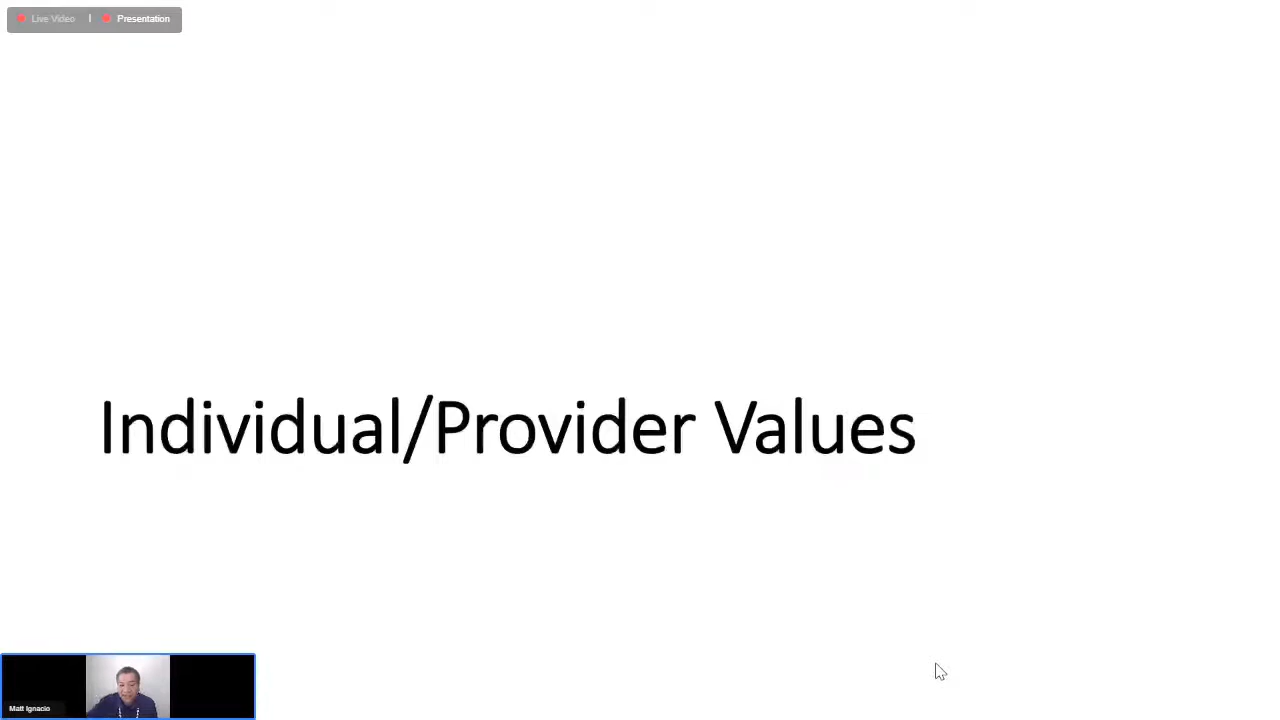 Live Video | Presentation
Individual/Provider Values
Matt Ignacio